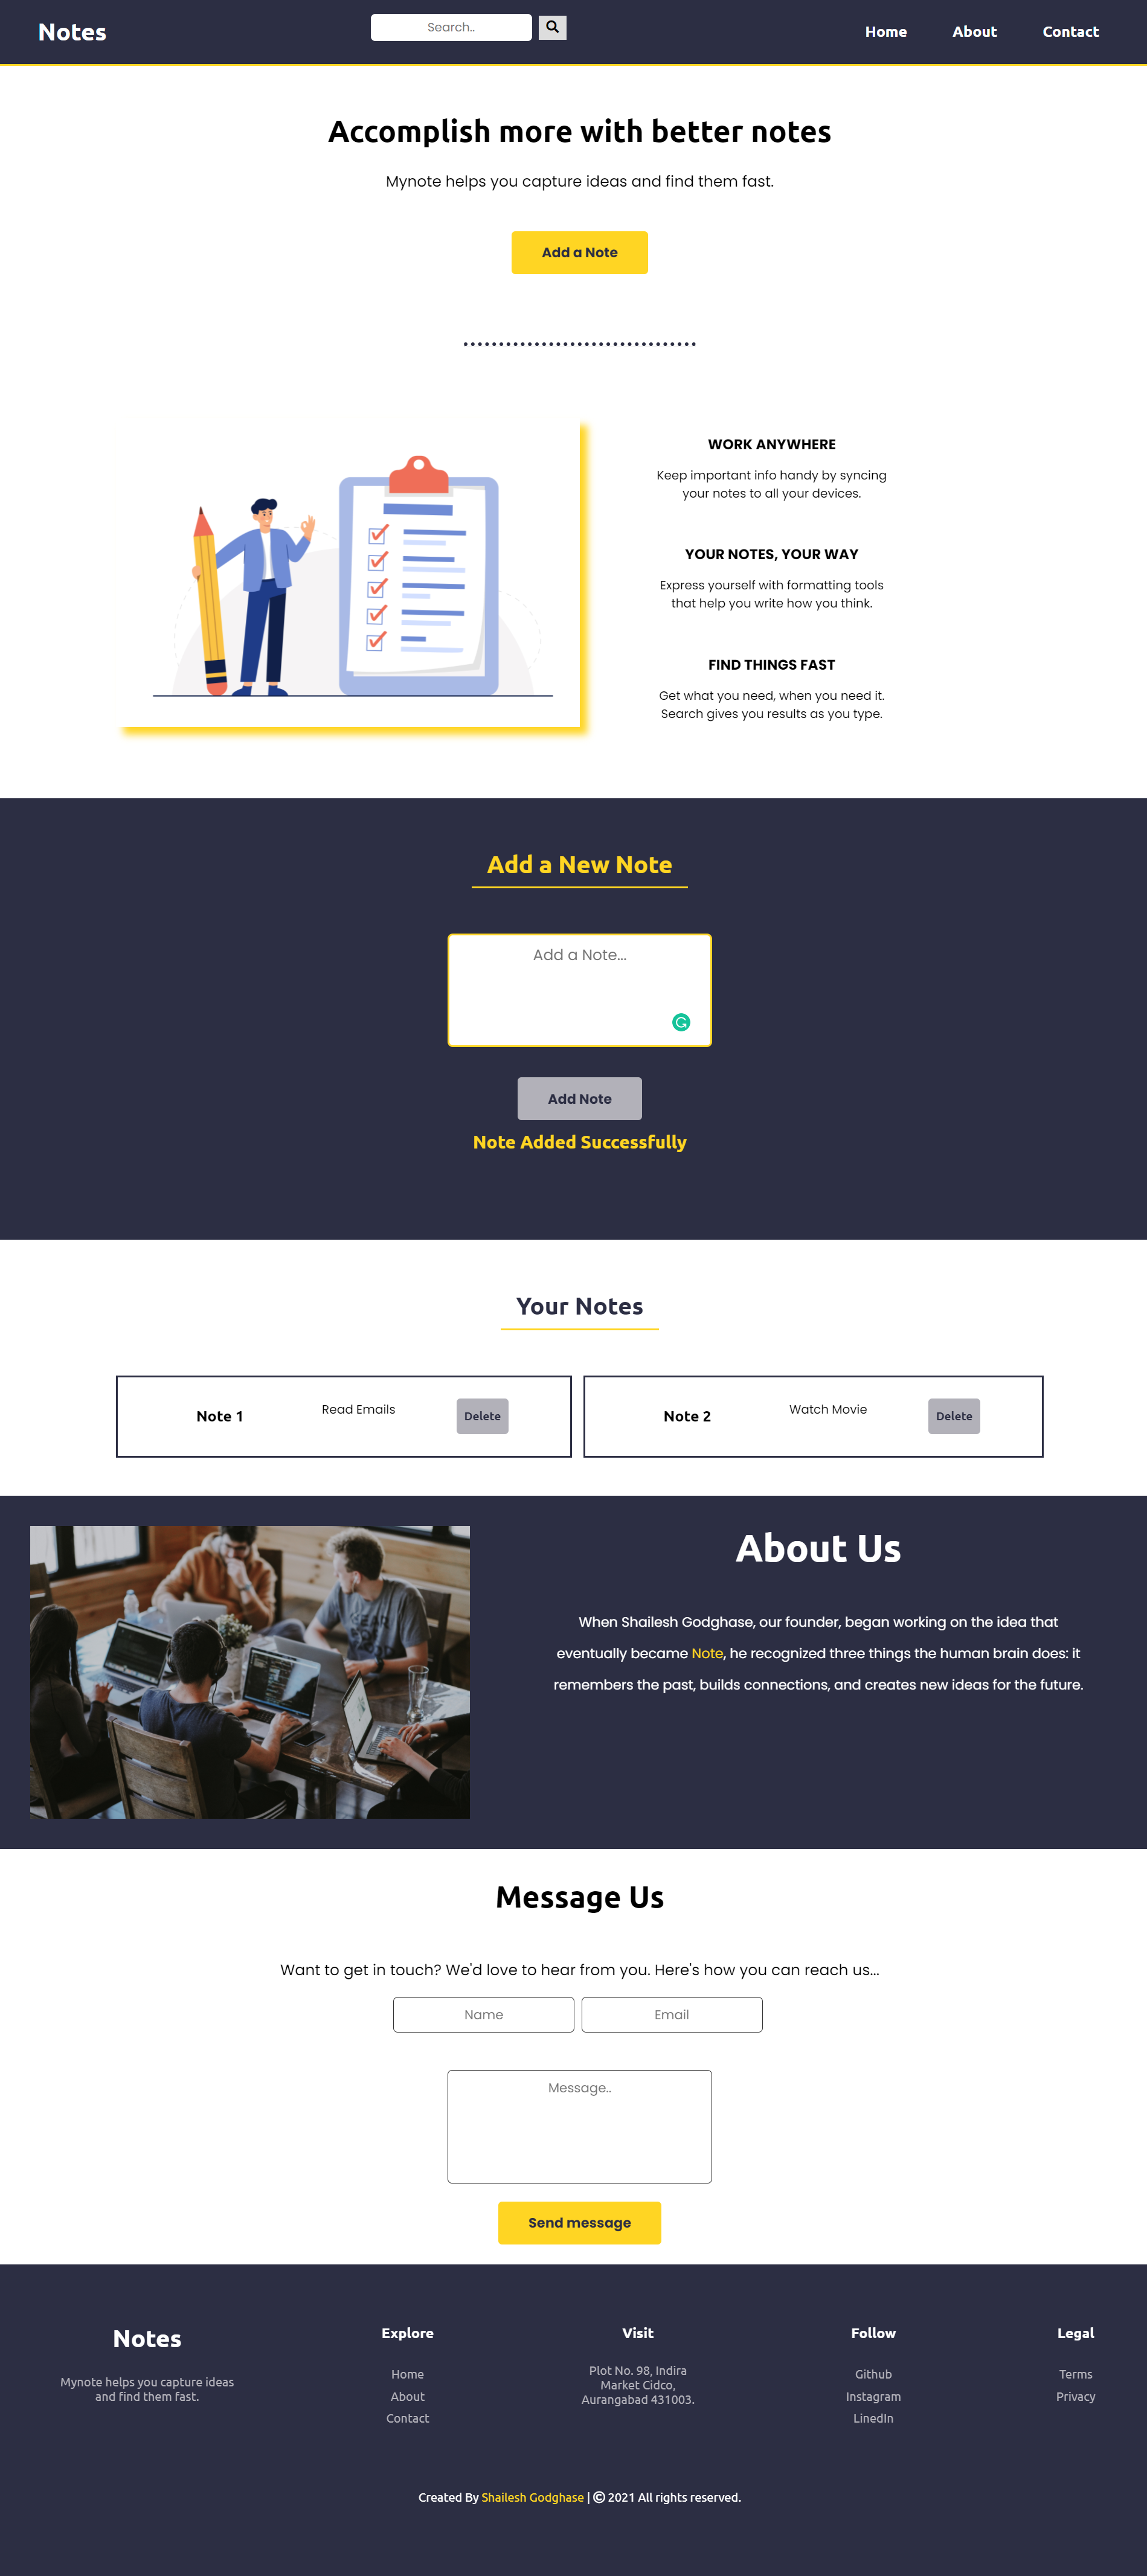 Notes
Search..
Home
About
Contact
Accomplish more with better notes
Mynote helps you capture ideas and find them fast.
Add a Note
WORK ANYWHERE
Keep important info handy by syncing
your notes to all your devices.
YOUR NOTES, YOUR WAY
Express yourself with formatting tools
that help you write how you think.
FIND THINGS FAST
Get what you need, when you need it.
Search gives you results as you type.
Add a New Note
Add a Note...
Add Note
Note Added Successfully
Your Notes
Note 1
Read Emails
Delete
Note 2
Watch Movie
Delete
About Us
When Shailesh Godghase, our founder, began working on the idea that
eventually became Note, he recognized three things the human brain does: it
remembers the past, builds connections, and creates new ideas for the future.
Message Us
Want to get in touch? We'd love to hear from you. Here's how you can reach us...
Name
Email
Message..
Send message
Notes
Mynote helps you capture ideas
and find them fast.
Explore
Home
About
Contact
Visit
Plot No. 98, Indira
Market Cidco,
Aurangabad 431003.
Follow
Github
Instagram
LinedIn
Legal
Terms
Privacy
Created By Shailesh Godghase | © 2021 All rights reserved.